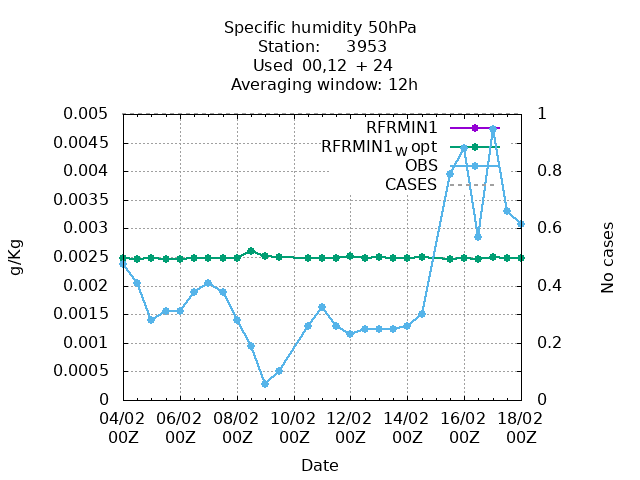 Specific humidity 50hPa
Station: 3953
Used 00,12 + 24
Averaging window: 12h
0.005
0.0045
0.004
0.0035
0.003
0.0025
0.002
0.0015
0.001
0.0005
0
g/Kg
RFRMIN1
RFRMIN1w opt
OBS
CASES
1
0.8
0.6
0.4
0.2
0
No cases
04/02 06/02 08/02 10/02 12/02 14/02 16/02 18/02
00Z 00Z 00Z 00Z 00Z 00Z 00Z 00Z
Date